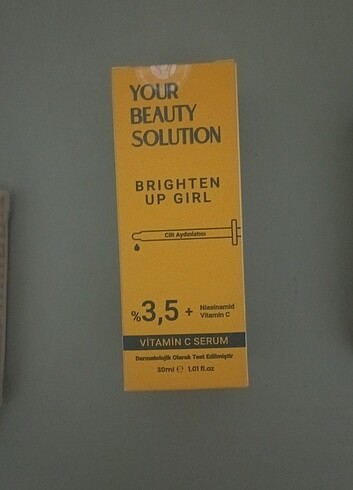 YOUR
BEAUTY
SOLUTION
BRIGHTEN
UP GIRL
Cilt Aydınlatıcı
%3,5 + Niasinamid
Vitamin C
VİTAMİN C SERUM
Dermatolojik Olarak Test Edilmiştir
30ml ℮ 1.01 fl.oz